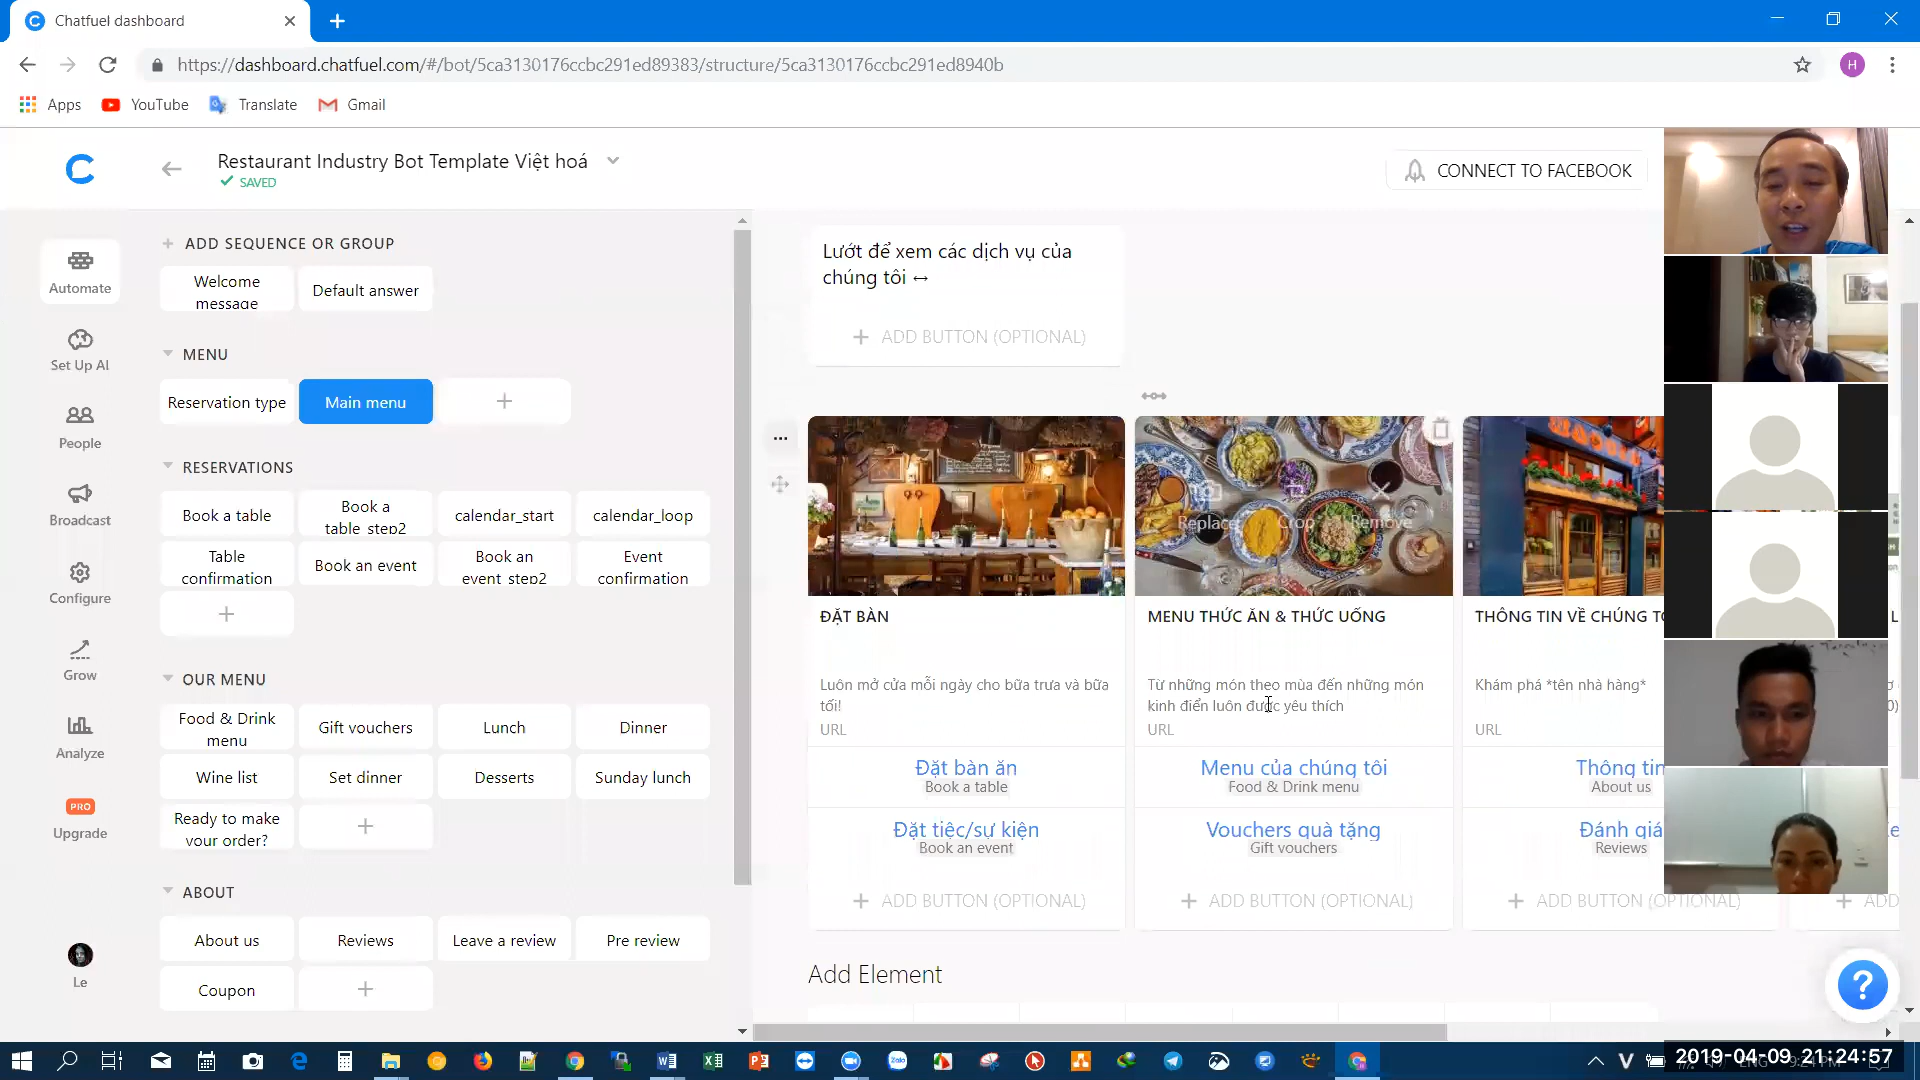 Chatfuel dashboard
https://dashboard.chatfuel.com/#/bot/5ca3130176ccbc291ed89383/structure/5ca3130176ccbc291ed8940b
H
Apps
YouTube
Translate
Gmail
Restaurant Industry Bot Template Việt hoá
SAVED
CONNECT TO FACEBOOK
Automate
Set Up AI
People
Broadcast
Configure
Grow
Analyze
PRO
Upgrade
Le
ADD SEQUENCE OR GROUP
Welcome
message
Default answer
MENU
Reservation type
Main menu
RESERVATIONS
Book a table
Book a
table step2
calendar_start
calendar_loop
Table
confirmation
Book an event
Book an
event step2
Event
confirmation
OUR MENU
Food & Drink
menu
Gift vouchers
Lunch
Dinner
Wine list
Set dinner
Desserts
Sunday lunch
Ready to make
your order?
ABOUT
About us
Reviews
Leave a review
Pre review
Coupon
Lướt để xem các dịch vụ của
chúng tôi ↔
ADD BUTTON (OPTIONAL)
ĐẶT BÀN
Luôn mở cửa mỗi ngày cho bữa trưa và bữa
tối!
URL
Đặt bàn ăn
Book a table
Đặt tiệc/sự kiện
Book an event
ADD BUTTON (OPTIONAL)
Replace
Crop
Remove
MENU THỨC ĂN & THỨC UỐNG
Từ những món theo mùa đến những món
kinh điển luôn được yêu thích
URL
Menu của chúng tôi
Food & Drink menu
Vouchers quà tặng
Gift vouchers
ADD BUTTON (OPTIONAL)
THÔNG TIN VỀ CHÚNG TÔ
Khám phá *tên nhà hàng*
URL
Thông tin
About us
Đánh giá
Reviews
ADD BUTTON (OPTIONAL)
ADD
Add Element
2019-04-09 21:24:57